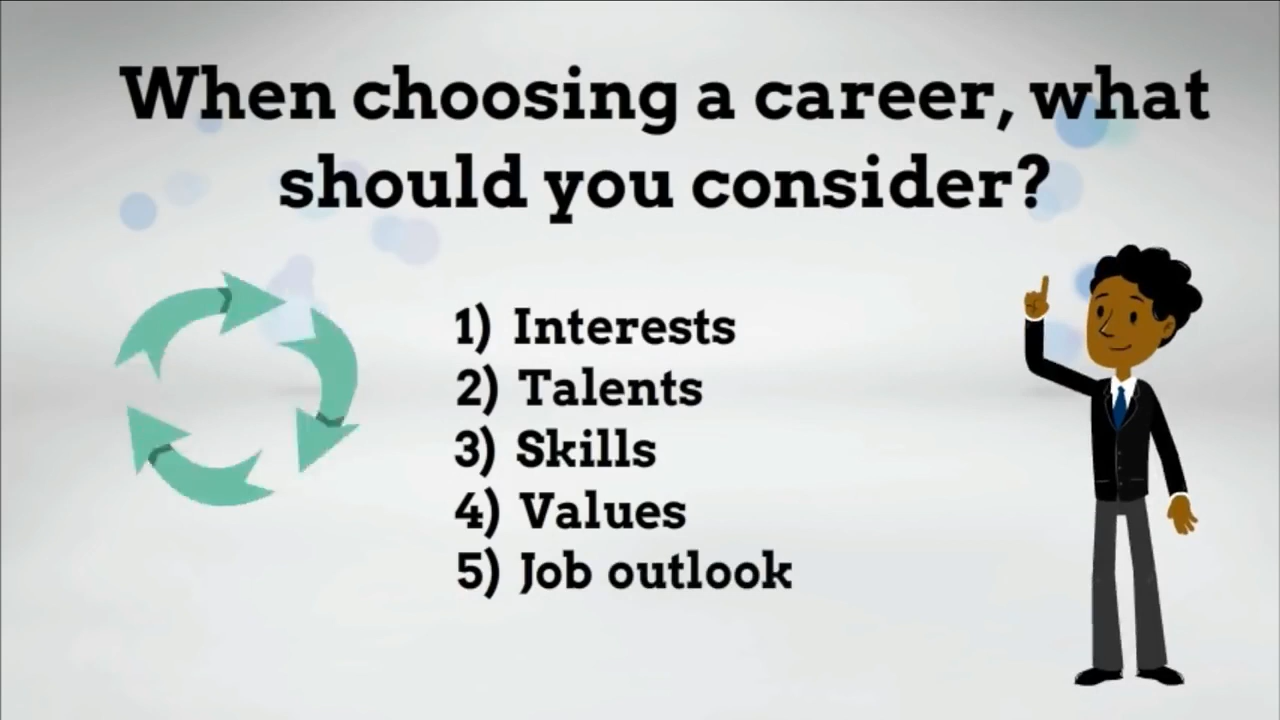 When choosing a career, what
should you consider?
1) Interests
2) Talents
3) Skills
4) Values
5) Job outlook